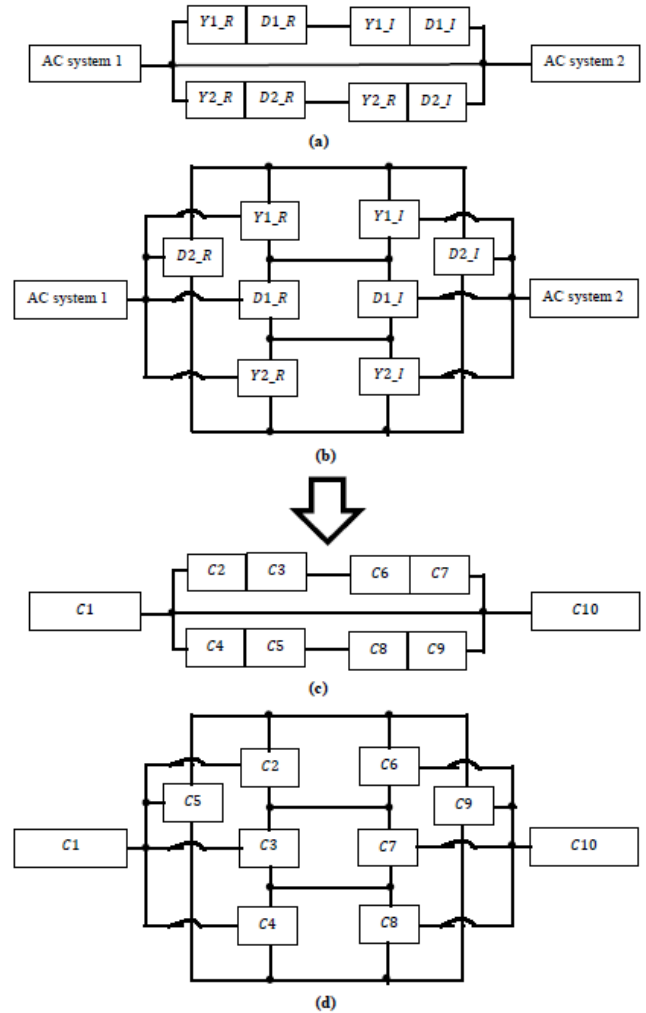 Y1_R D1_R Y1_I D1_I
AC system 1 AC system 2
Y2_R D2_R Y2_R D2_I
(a)
Y1_R Y1_I
D2_R D2_I
AC system 1 D1_R D1_I AC system 2
Y2_R Y2_I
(b)
C2 C3 C6 C7
C1 C10
C4 C5 C8 C9
(c)
C2 C6
C5 C9
C1 C3 C7 C10
C4 C8
(d)